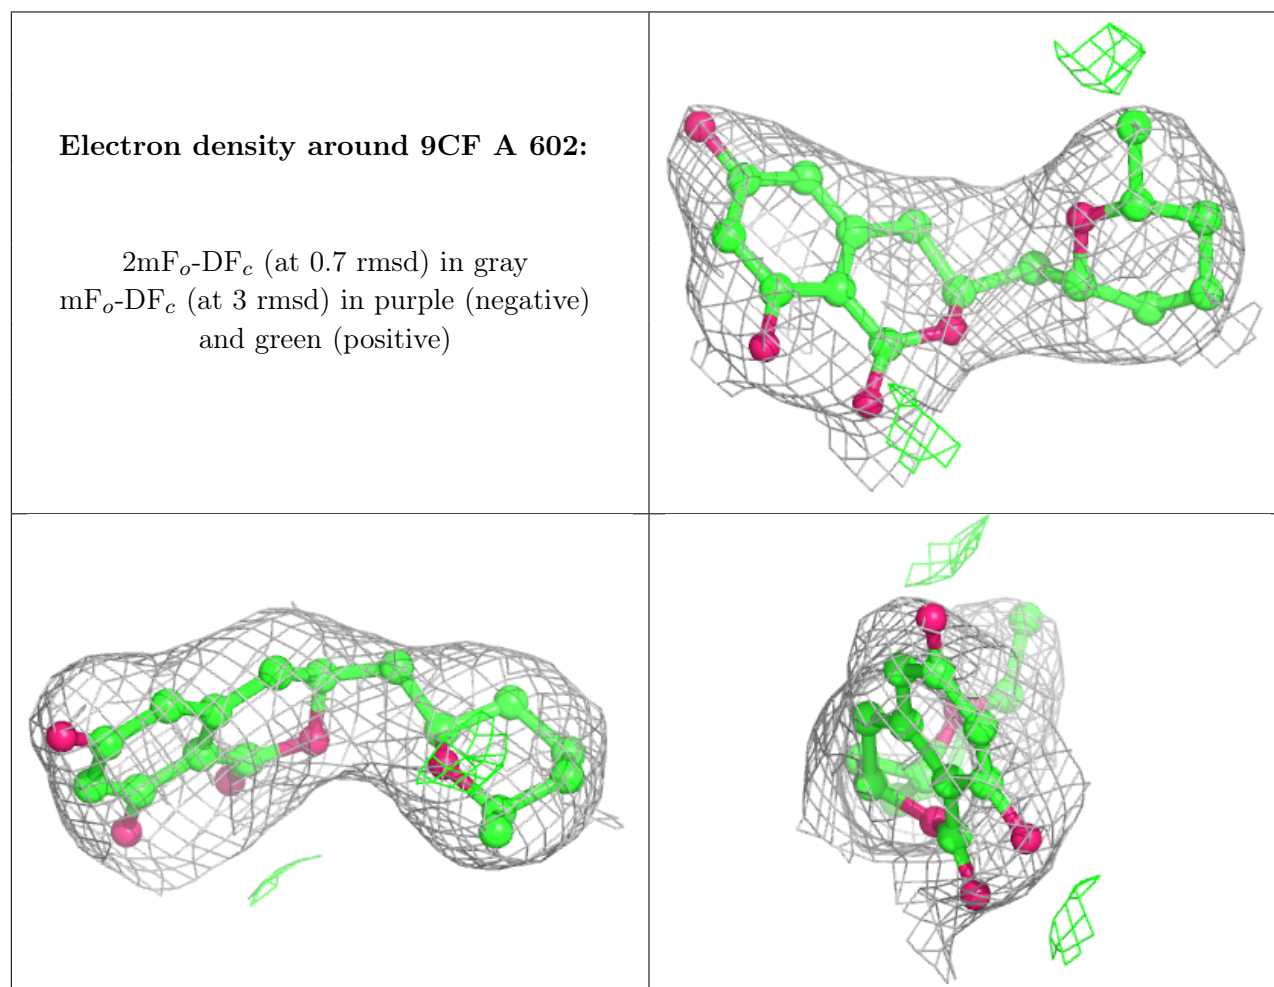 Electron density around 9CF A 602:
2mFo-DFc (at 0.7 rmsd) in gray
mFo-DFc (at 3 rmsd) in purple (negative)
and green (positive)